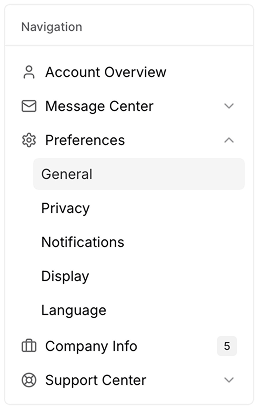 Navigation
Account Overview
Message Center
Preferences
General
Privacy
Notifications
Display
Language
Company Info 5
Support Center